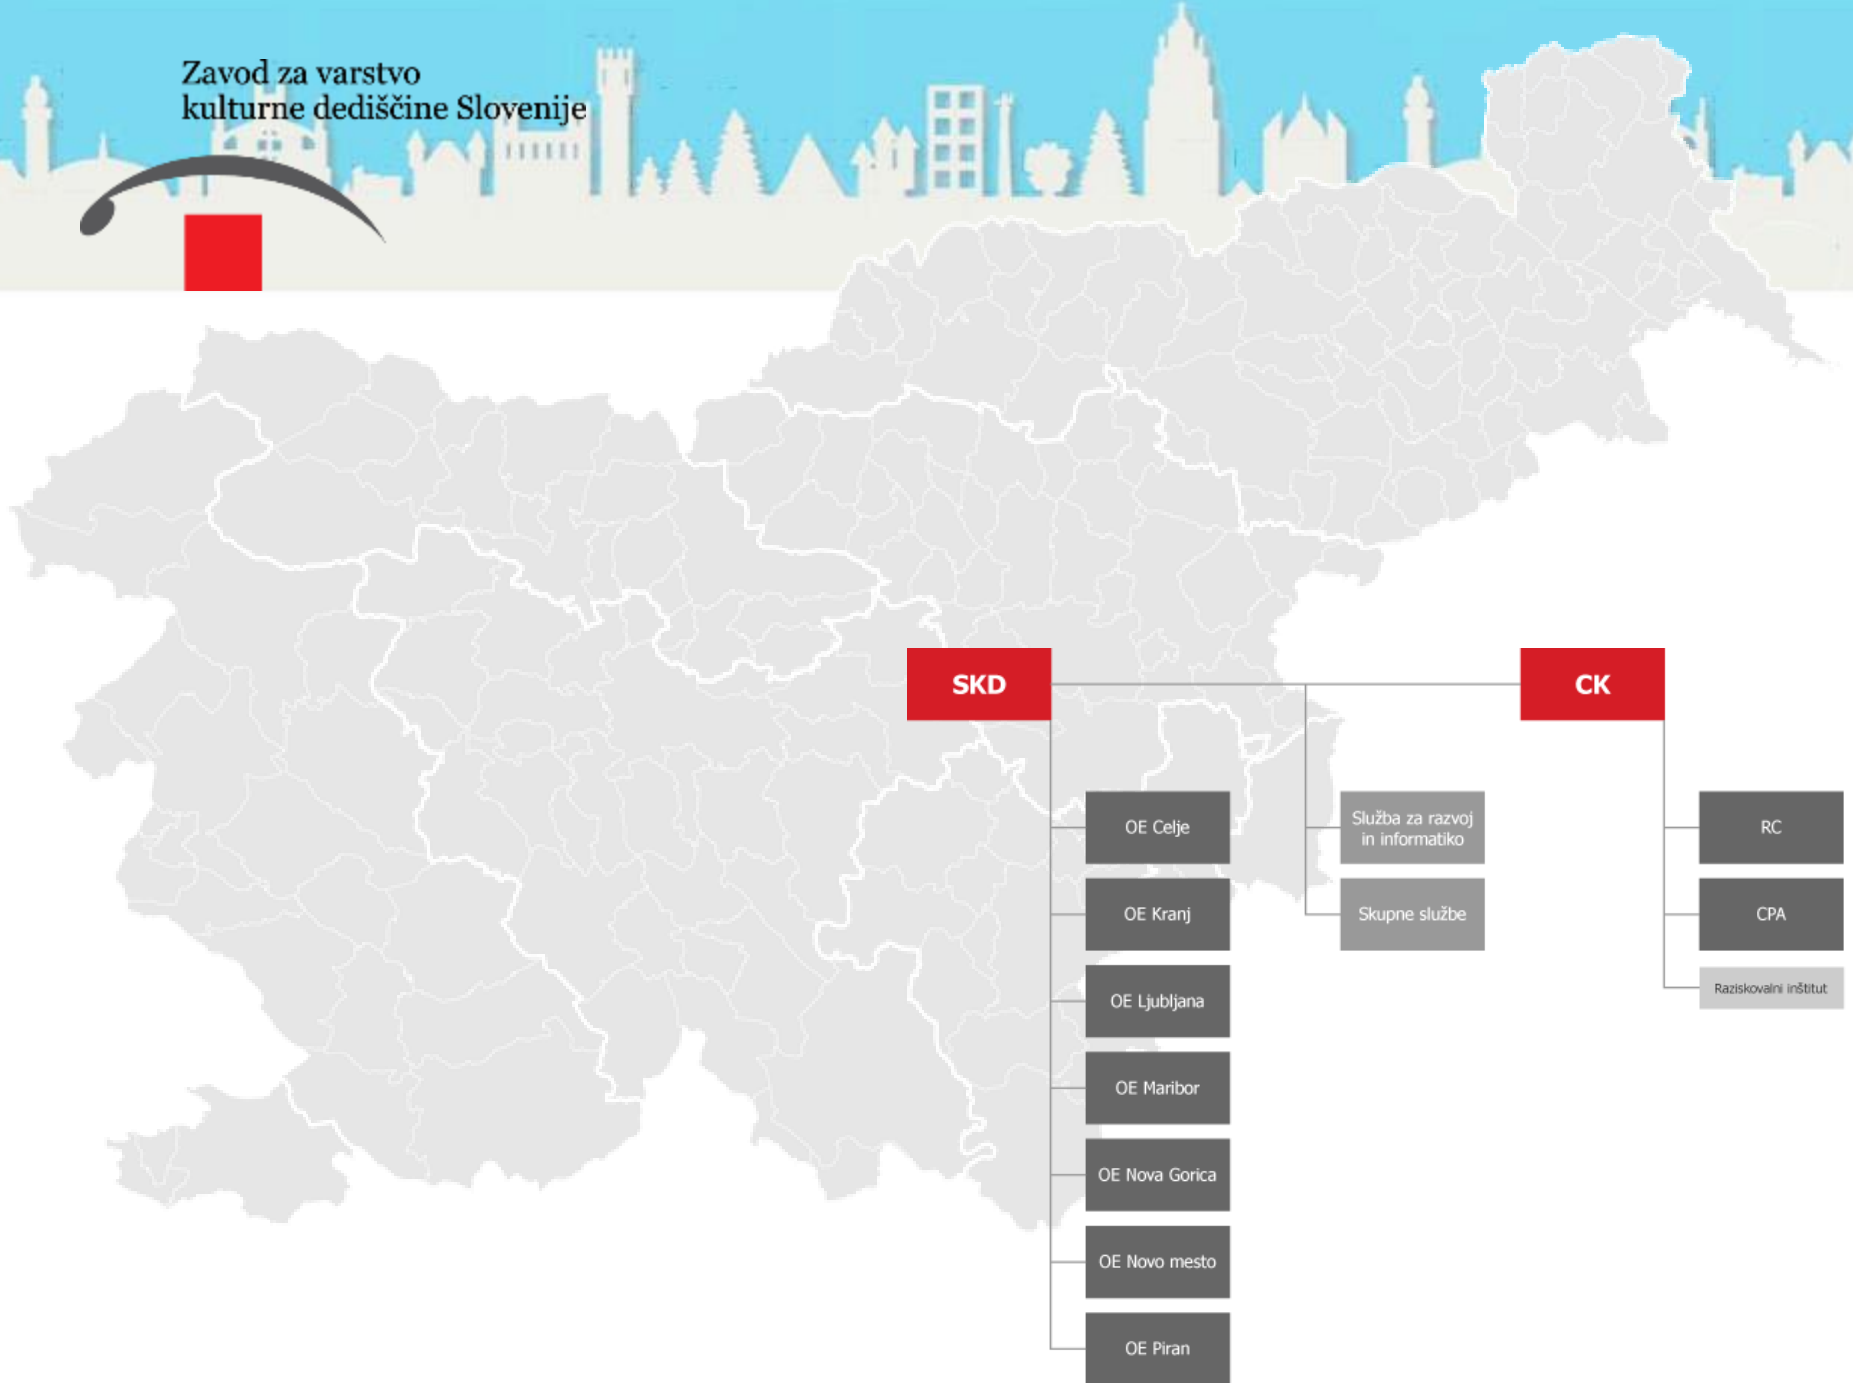 Zavod za varstvo
kulturne dediščine Slovenije
SKD
CK
OE Celje
OE Kranj
OE Ljubljana
OE Maribor
OE Nova Gorica
OE Novo mesto
OE Piran
Služba za razvoj
in informatiko
Skupne službe
RC
CPA
Raziskovalni inštitut